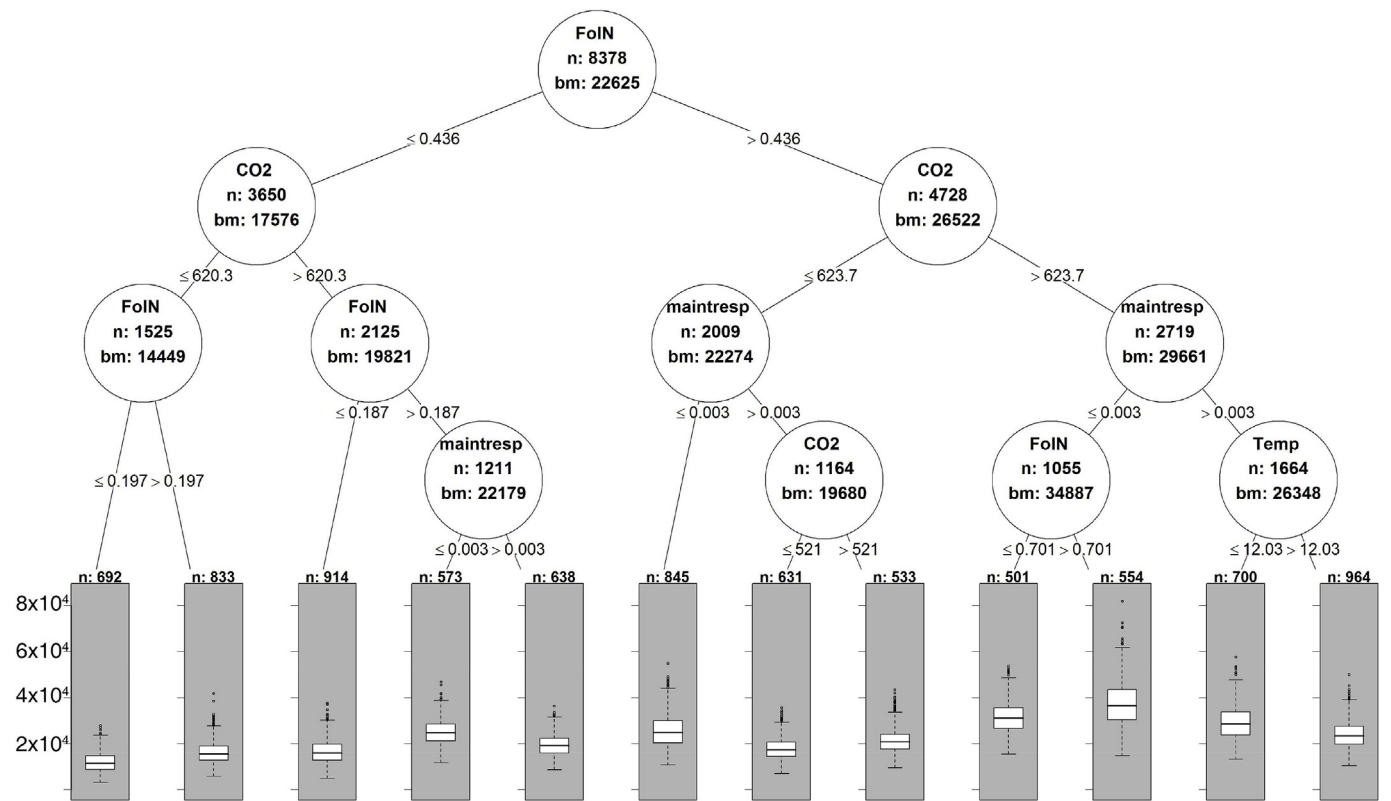 FolN
n: 8378
bm: 22625
≤ 0.436
> 0.436
CO2
n: 3650
bm: 17576
CO2
n: 4728
bm: 26522
≤ 620.3
> 620.3
≤ 623.7
> 623.7
FolN
n: 1525
bm: 14449
FolN
n: 2125
bm: 19821
maintresp
n: 2009
bm: 22274
maintresp
n: 2719
bm: 29661
≤ 0.187
> 0.187
≤ 0.003
> 0.003
≤ 0.003
> 0.003
maintresp
n: 1211
bm: 22179
CO2
n: 1164
bm: 19680
FolN
n: 1055
bm: 34887
Temp
n: 1664
bm: 26348
≤ 0.197
> 0.197
≤ 0.003
> 0.003
≤ 521
> 521
≤ 0.701
> 0.701
≤ 12.03
> 12.03
n: 692
n: 833
n: 914
n: 573
n: 638
n: 845
n: 631
n: 533
n: 501
n: 554
n: 700
n: 964
8x10⁴
6x10⁴
4x10⁴
2x10⁴